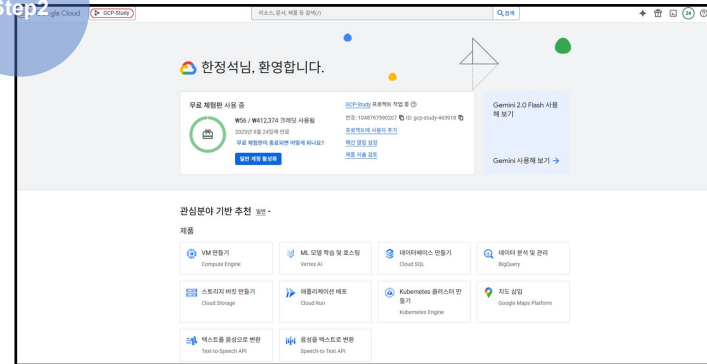 Step2
Google Cloud
GCP-Study
리소스, 문서, 제품 등 검색(/)
검색
24
한정석님, 환영합니다.
무료 체험판 사용 중
₩56 / ₩412,374 크레딧 사용됨
2025년 9월 24일에 만료
무료 체험판이 종료되면 어떻게 되나요?
일반 계정 활성화
GCP-Study 프로젝트 작업 중
번호: 1048797890207 ID: gcp-study-463918
프로젝트에 사용자 추가
예산 알림 설정
제품 지출 검토
Gemini 2.0 Flash 사용
해 보기
Gemini 사용해 보기 →
관심분야 기반 추천 일반
제품
VM 만들기
Compute Engine
ML 모델 학습 및 호스팅
Vertex AI
데이터베이스 만들기
Cloud SQL
데이터 분석 및 관리
BigQuery
스토리지 버킷 만들기
Cloud Storage
애플리케이션 배포
Cloud Run
Kubernetes 클러스터 만
들기
Kubernetes Engine
지도 삽입
Google Maps Platform
텍스트를 음성으로 변환
Text-to-Speech API
음성을 텍스트로 변환
Speech-to-Text API